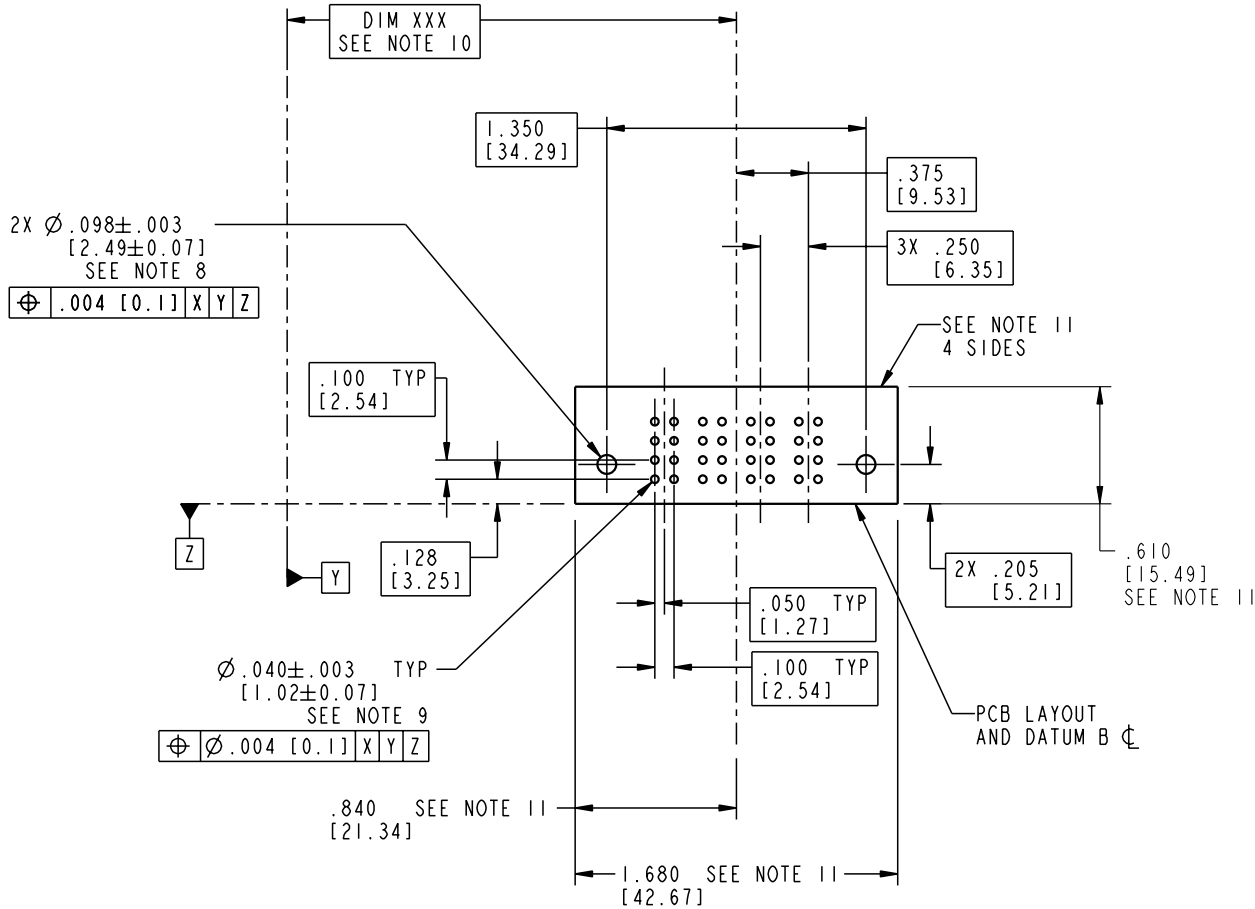 DIM XXX
SEE NOTE 10
1.350
[34.29]
.375
[9.53]
2X Ø .098±.003
[2.49±0.07]
SEE NOTE 8
⌖ .004 [0.1] X Y Z
3X .250
[6.35]
SEE NOTE 11
4 SIDES
.100 TYP
[2.54]
Z
Y
.128
[3.25]
2X .205
[5.21]
.610
[15.49]
SEE NOTE 11
.050 TYP
[1.27]
Ø .040±.003 TYP
[1.02±0.07]
SEE NOTE 9
⌖ Ø .004 [0.1] X Y Z
.100 TYP
[2.54]
PCB LAYOUT
AND DATUM B ℄
.840 SEE NOTE 11
[21.34]
1.680 SEE NOTE 11
[42.67]